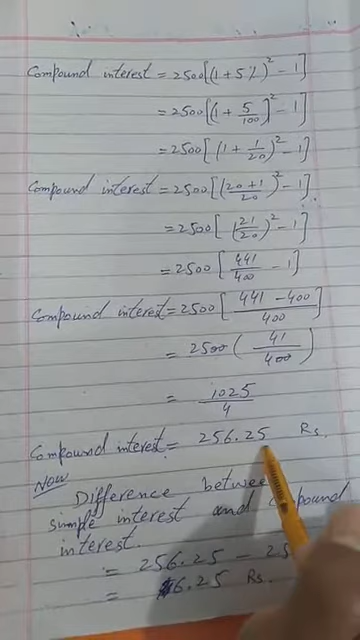 Compound interest = 2500[(1 + 5%)² - 1]
= 2500[(1 + 5/100)² - 1]
= 2500[(1 + 1/20)² - 1]
Compound interest = 2500[(20 + 1/20)² - 1]
= 2500[(21/20)² - 1]
= 2500[441/400 - 1]
Compound interest = 2500[441 - 400/400]
= 2500(41/400)
= 1025/4
Compound interest = 256.25 Rs.
Now
Difference between
simple interest and compound
interest.
= 256.25 - 25
= 6.25 Rs.